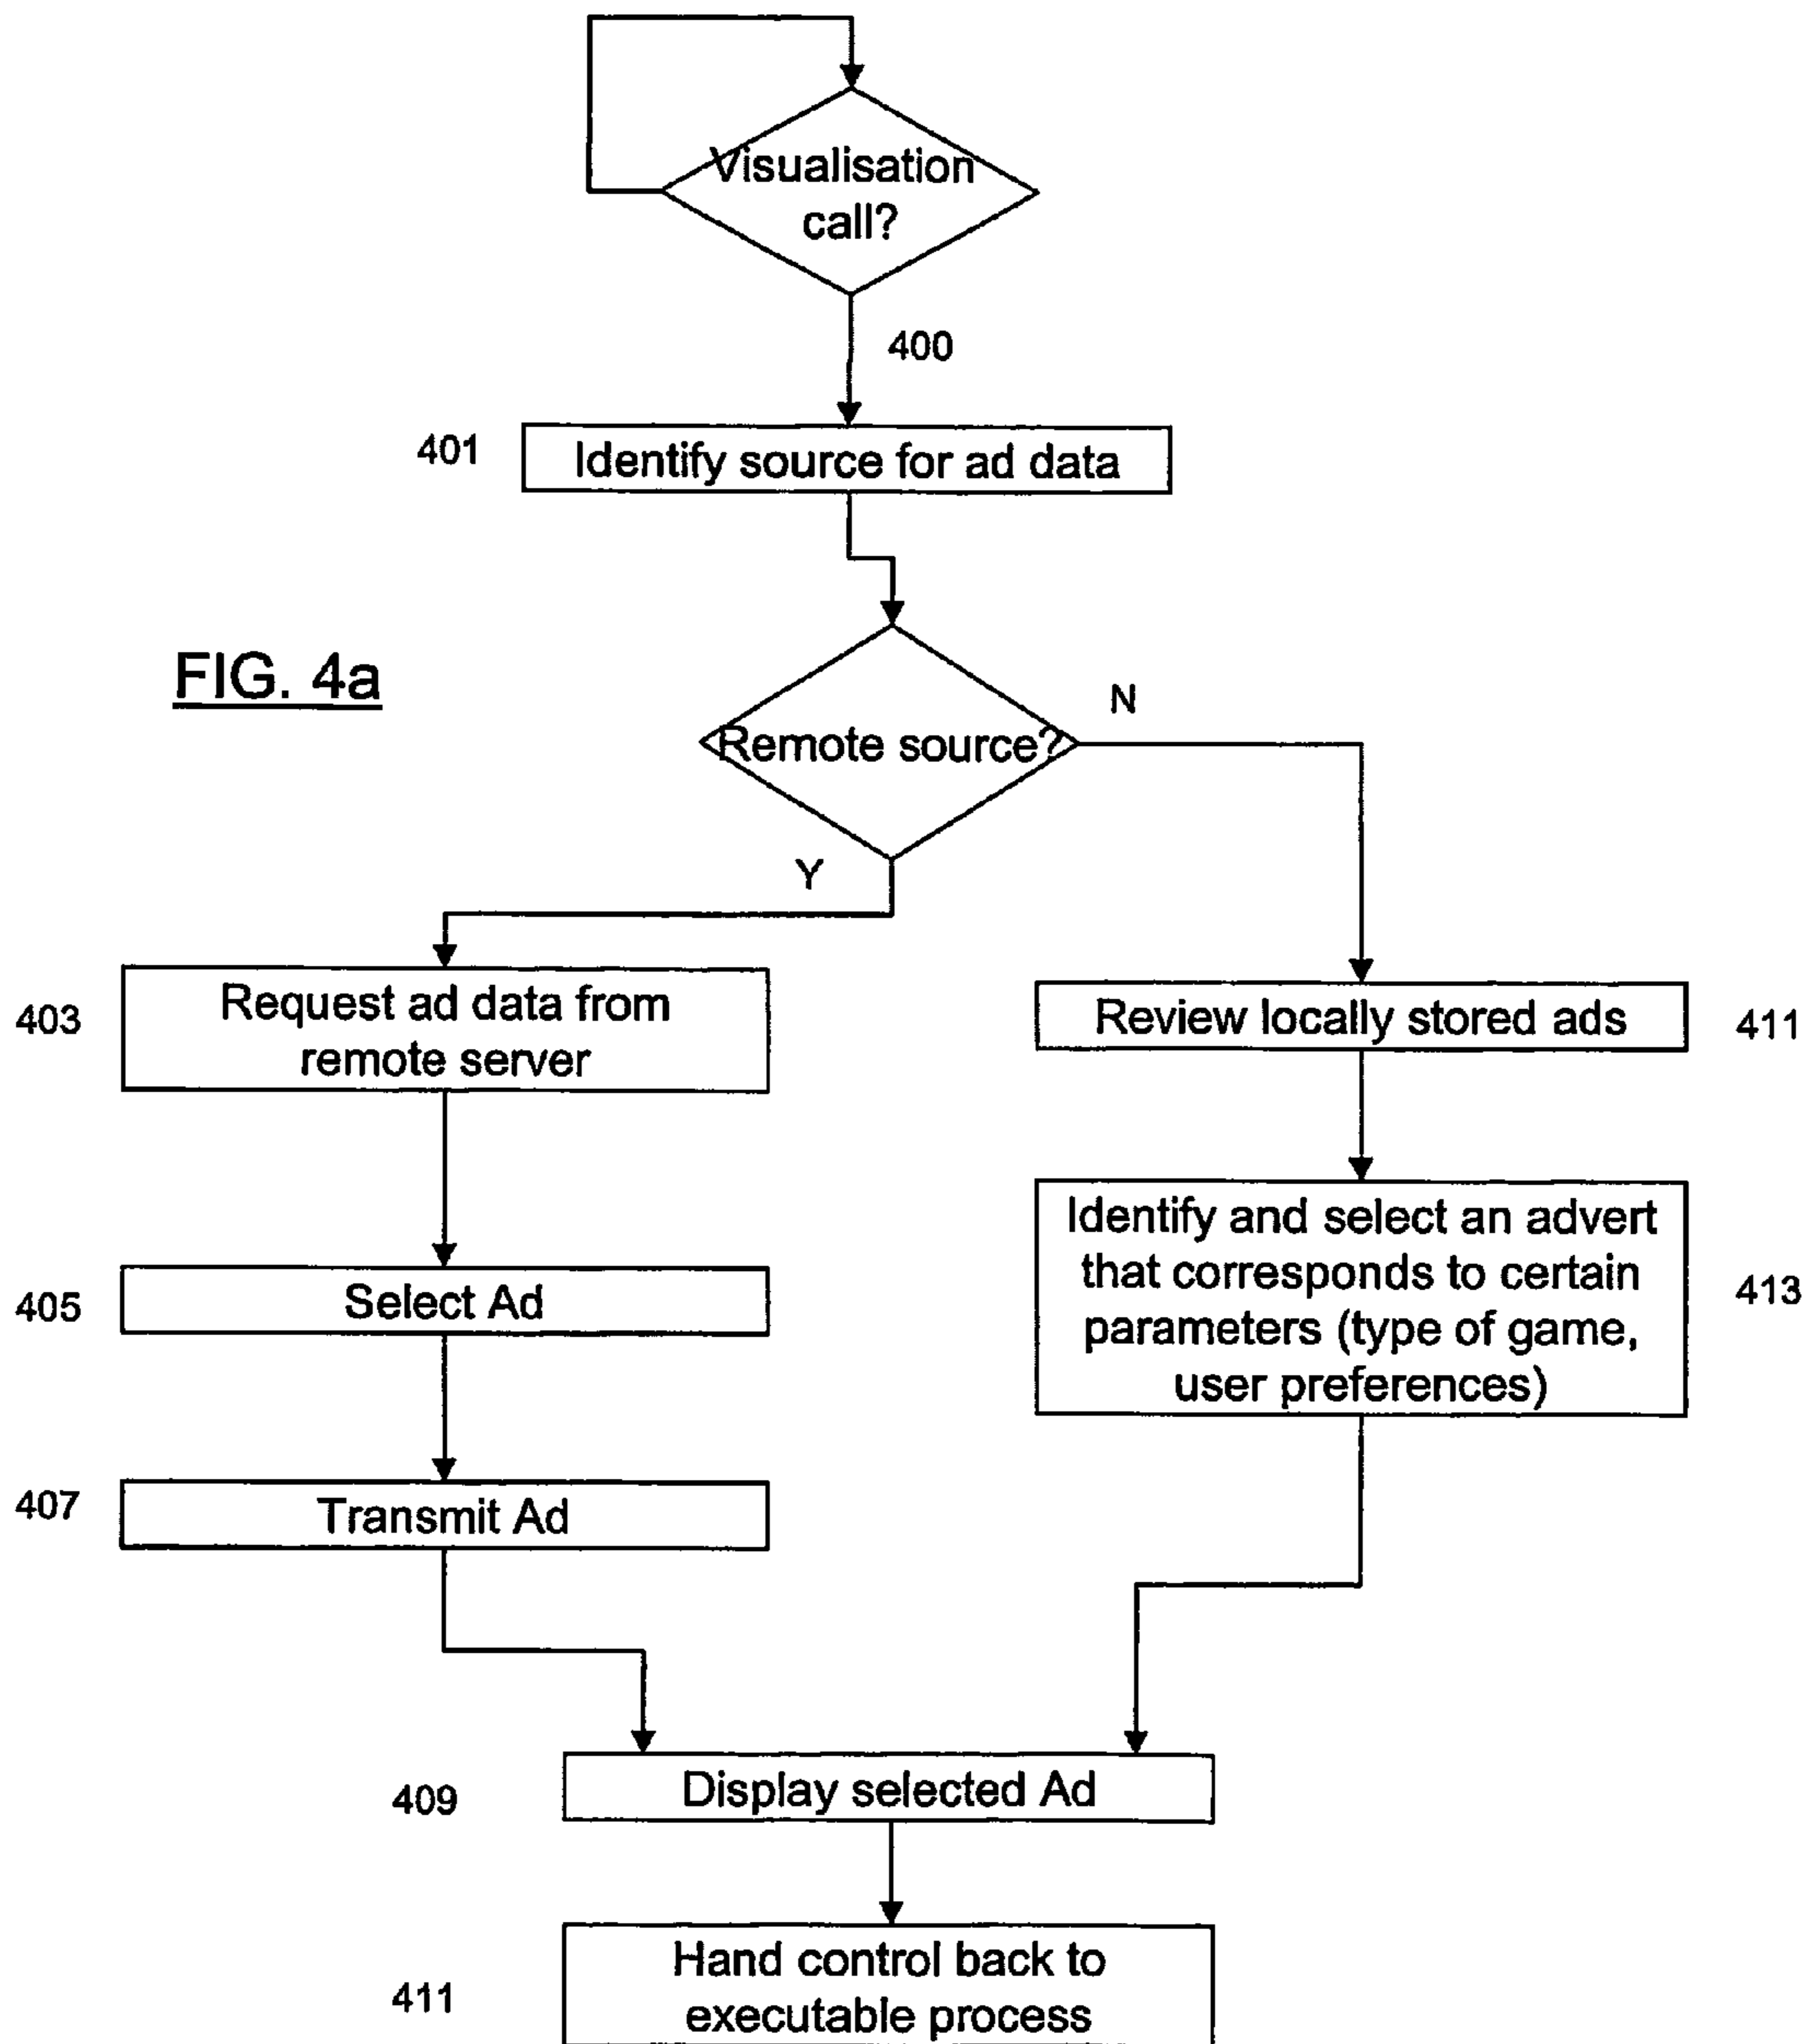 Visualisation
call?
400
401
Identify source for ad data
FIG. 4a
Remote source?
N
Y
403
Request ad data from
remote server
Review locally stored ads
411
405
Select Ad
Identify and select an advert
that corresponds to certain
parameters (type of game,
user preferences)
413
407
Transmit Ad
409
Display selected Ad
411
Hand control back to
executable process